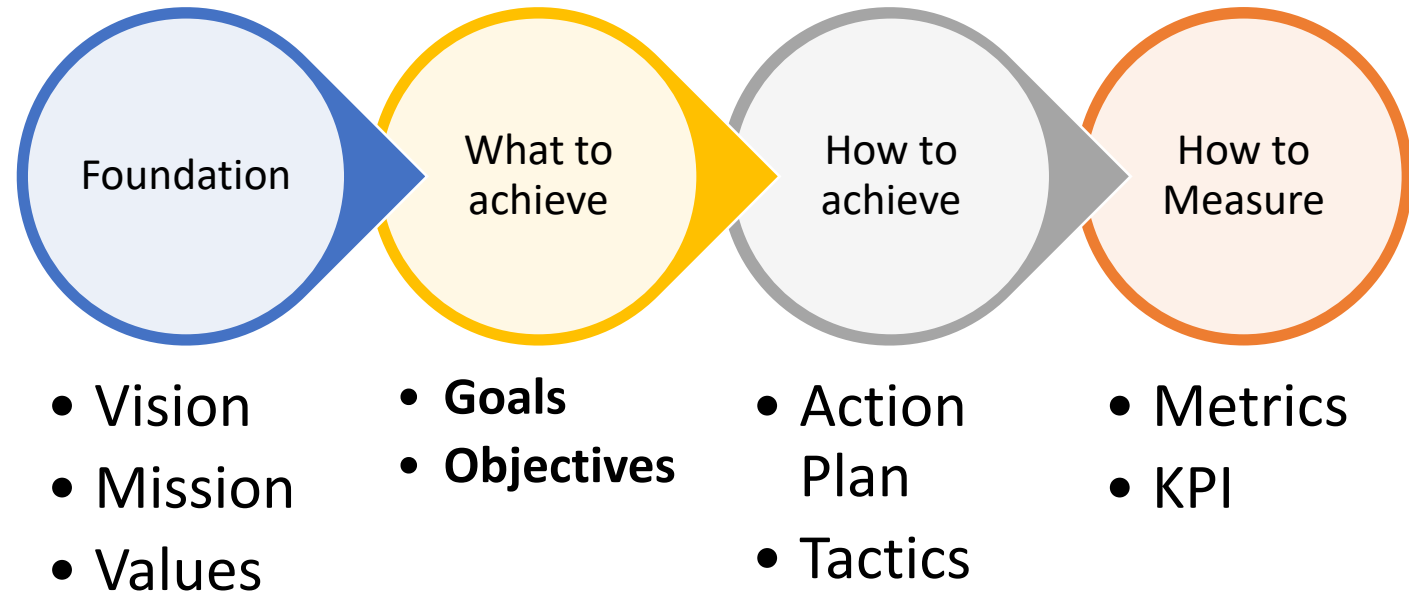 Foundation
What to
achieve
How to
achieve
How to
Measure
• Vision
• Mission
• Values
• Goals
• Objectives
• Action
Plan
• Tactics
• Metrics
• KPI